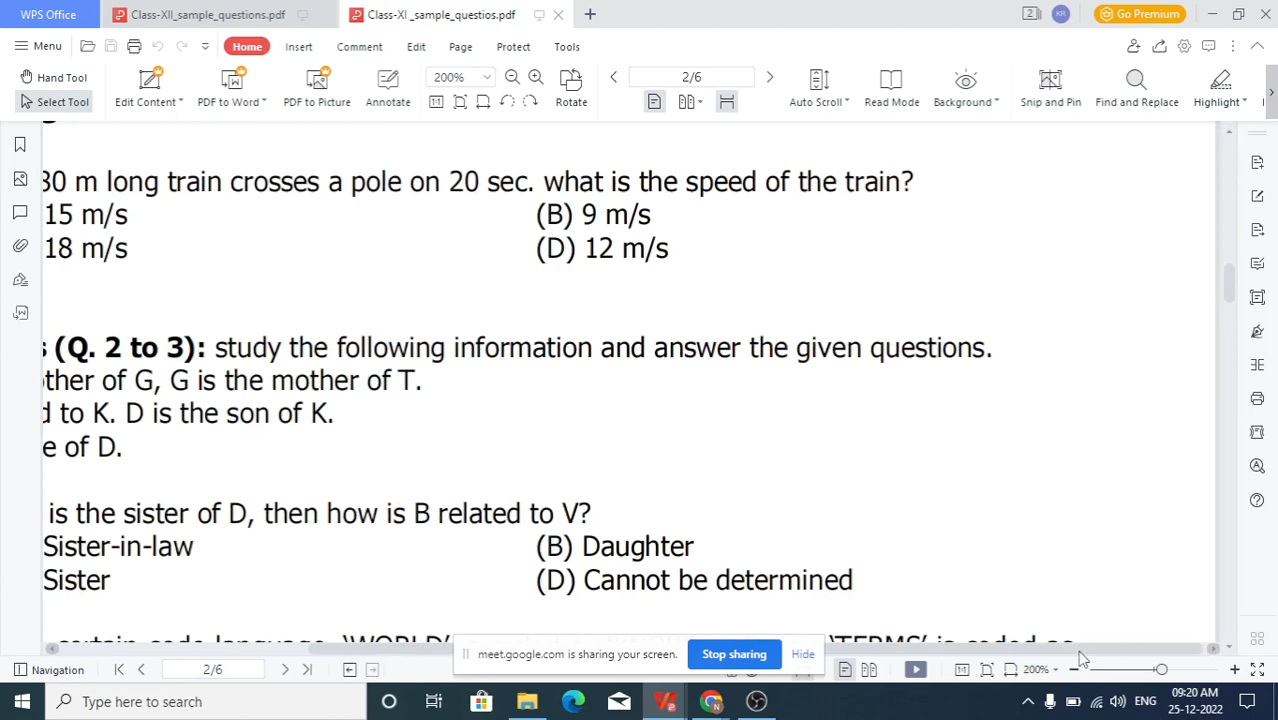 WPS Office
Class-XII_sample_questions.pdf
Class-XI _sample_questios.pdf
KR
Go Premium
Menu
Home
Insert
Comment
Edit
Page
Protect
Tools
Hand Tool
Select Tool
Edit Content
PDF to Word
PDF to Picture
Annotate
200%
Rotate
2/6
Auto Scroll
Read Mode
Background
Snip and Pin
Find and Replace
Highlight
30 m long train crosses a pole on 20 sec. what is the speed of the train?
15 m/s (B) 9 m/s
18 m/s (D) 12 m/s
(Q. 2 to 3): study the following information and answer the given questions.
other of G, G is the mother of T.
d to K. D is the son of K.
e of D.
is the sister of D, then how is B related to V?
Sister-in-law (B) Daughter
Sister (D) Cannot be determined
certain code language
is coded as
meet.google.com is sharing your screen.
Stop sharing
Hide
Navigation
2/6
200%
Type here to search
ENG
09:20 AM
25-12-2022